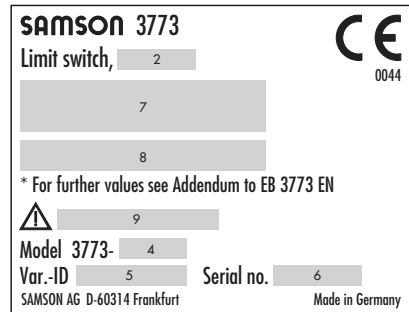 SAMSON 3773
CE
Limit switch, 2
0044
7
8
* For further values see Addendum to EB 3773 EN
9
Model 3773- 4
Var.-ID 5 Serial no. 6
SAMSON AG D-60314 Frankfurt Made in Germany